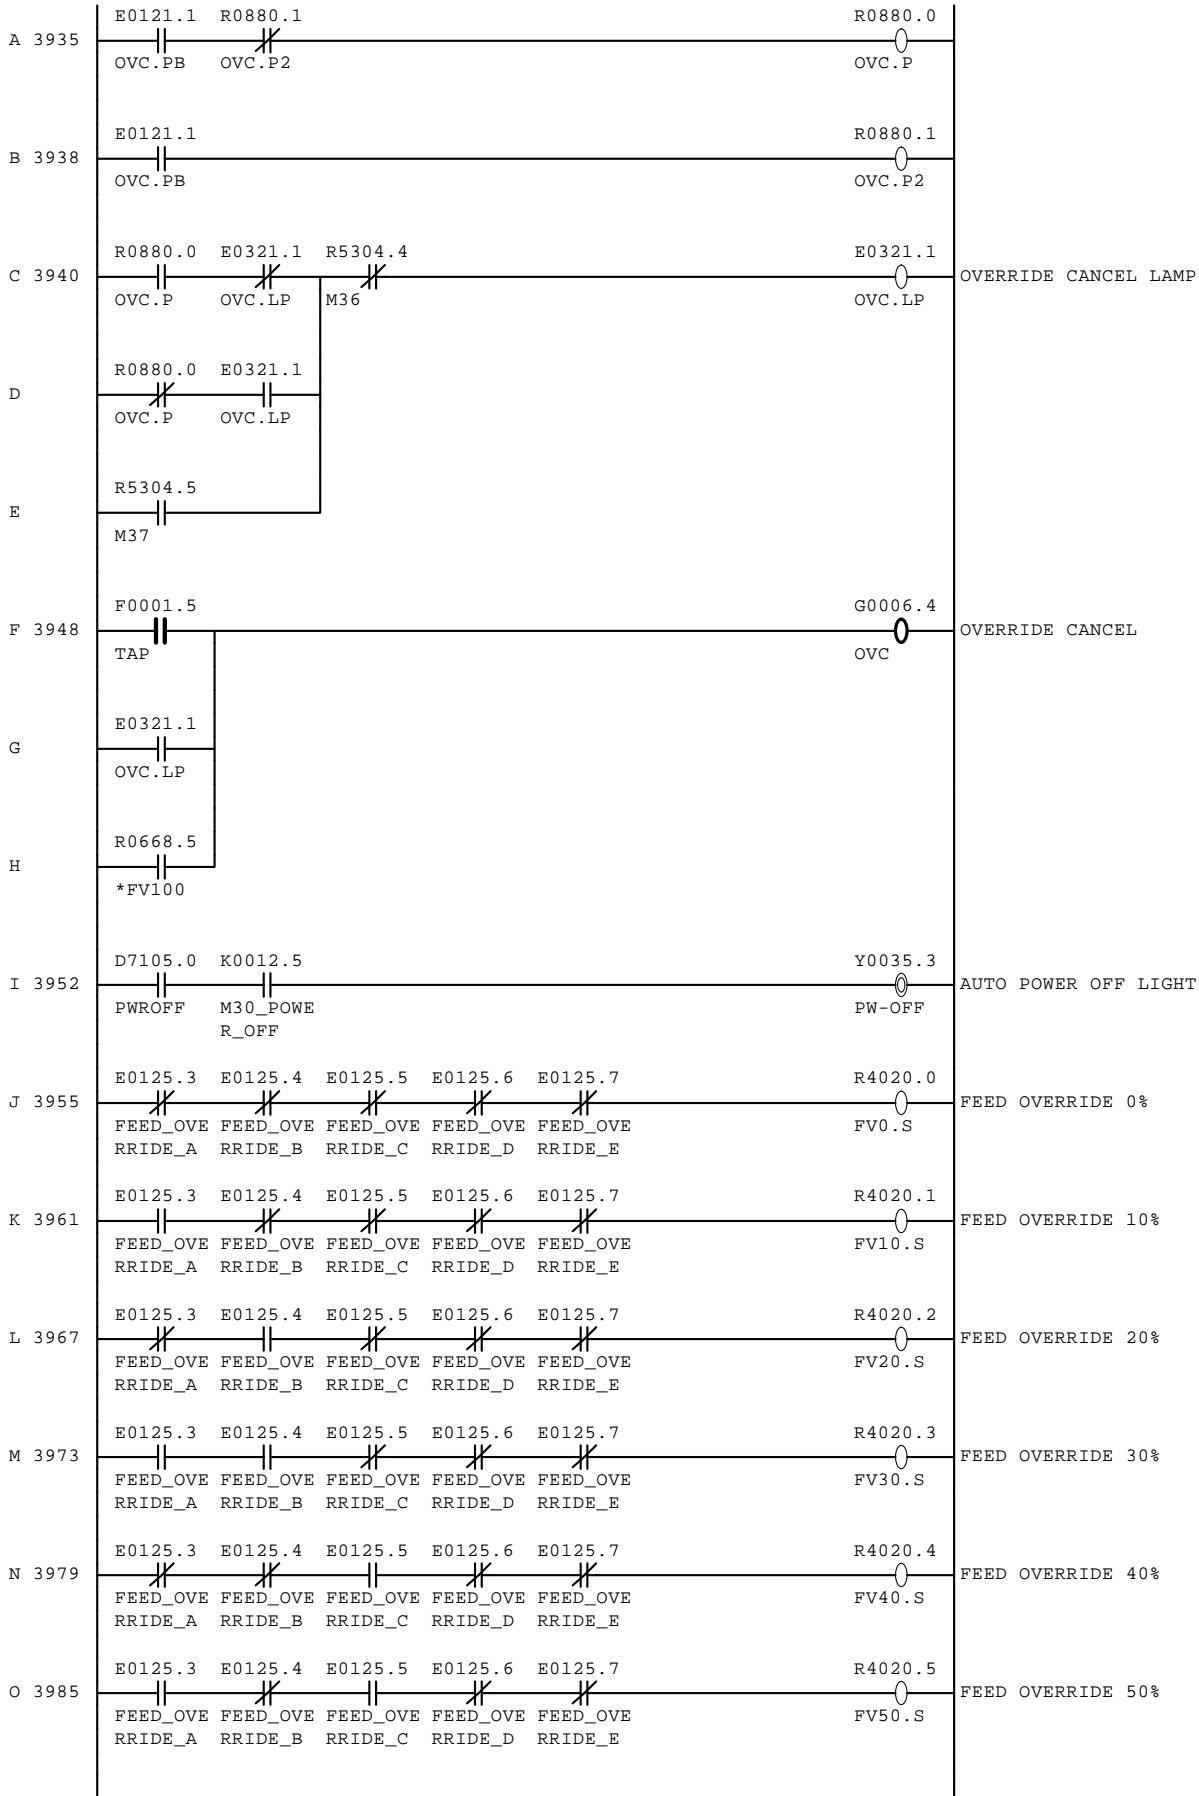 E0121.1 R0880.1 R0880.0
A 3935
OVC.PB OVC.P2 OVC.P
E0121.1 R0880.1
B 3938
OVC.PB OVC.P2
R0880.0 E0321.1 R5304.4 E0321.1
C 3940 OVERRIDE CANCEL LAMP
OVC.P OVC.LP M36 OVC.LP
R0880.0 E0321.1
D
OVC.P OVC.LP
R5304.5
E
M37
F0001.5 G0006.4
F 3948 OVERRIDE CANCEL
TAP OVC
E0321.1
G
OVC.LP
R0668.5
H
*FV100
D7105.0 K0012.5 Y0035.3
I 3952 AUTO POWER OFF LIGHT
PWROFF M30_POWE PW-OFF
R_OFF
E0125.3 E0125.4 E0125.5 E0125.6 E0125.7 R4020.0
J 3955 FEED OVERRIDE 0%
FEED_OVE FEED_OVE FEED_OVE FEED_OVE FEED_OVE FV0.S
RRIDE_A RRIDE_B RRIDE_C RRIDE_D RRIDE_E
E0125.3 E0125.4 E0125.5 E0125.6 E0125.7 R4020.1
K 3961 FEED OVERRIDE 10%
FEED_OVE FEED_OVE FEED_OVE FEED_OVE FEED_OVE FV10.S
RRIDE_A RRIDE_B RRIDE_C RRIDE_D RRIDE_E
E0125.3 E0125.4 E0125.5 E0125.6 E0125.7 R4020.2
L 3967 FEED OVERRIDE 20%
FEED_OVE FEED_OVE FEED_OVE FEED_OVE FEED_OVE FV20.S
RRIDE_A RRIDE_B RRIDE_C RRIDE_D RRIDE_E
E0125.3 E0125.4 E0125.5 E0125.6 E0125.7 R4020.3
M 3973 FEED OVERRIDE 30%
FEED_OVE FEED_OVE FEED_OVE FEED_OVE FEED_OVE FV30.S
RRIDE_A RRIDE_B RRIDE_C RRIDE_D RRIDE_E
E0125.3 E0125.4 E0125.5 E0125.6 E0125.7 R4020.4
N 3979 FEED OVERRIDE 40%
FEED_OVE FEED_OVE FEED_OVE FEED_OVE FEED_OVE FV40.S
RRIDE_A RRIDE_B RRIDE_C RRIDE_D RRIDE_E
E0125.3 E0125.4 E0125.5 E0125.6 E0125.7 R4020.5
O 3985 FEED OVERRIDE 50%
FEED_OVE FEED_OVE FEED_OVE FEED_OVE FEED_OVE FV50.S
RRIDE_A RRIDE_B RRIDE_C RRIDE_D RRIDE_E